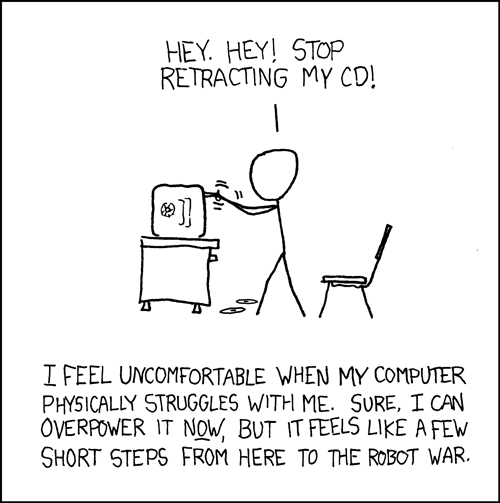 HEY. HEY! STOP
RETRACTING MY CD!
I FEEL UNCOMFORTABLE WHEN MY COMPUTER
PHYSICALLY STRUGGLES WITH ME. SURE, I CAN
OVERPOWER IT NOW, BUT IT FEELS LIKE A FEW
SHORT STEPS FROM HERE TO THE ROBOT WAR.